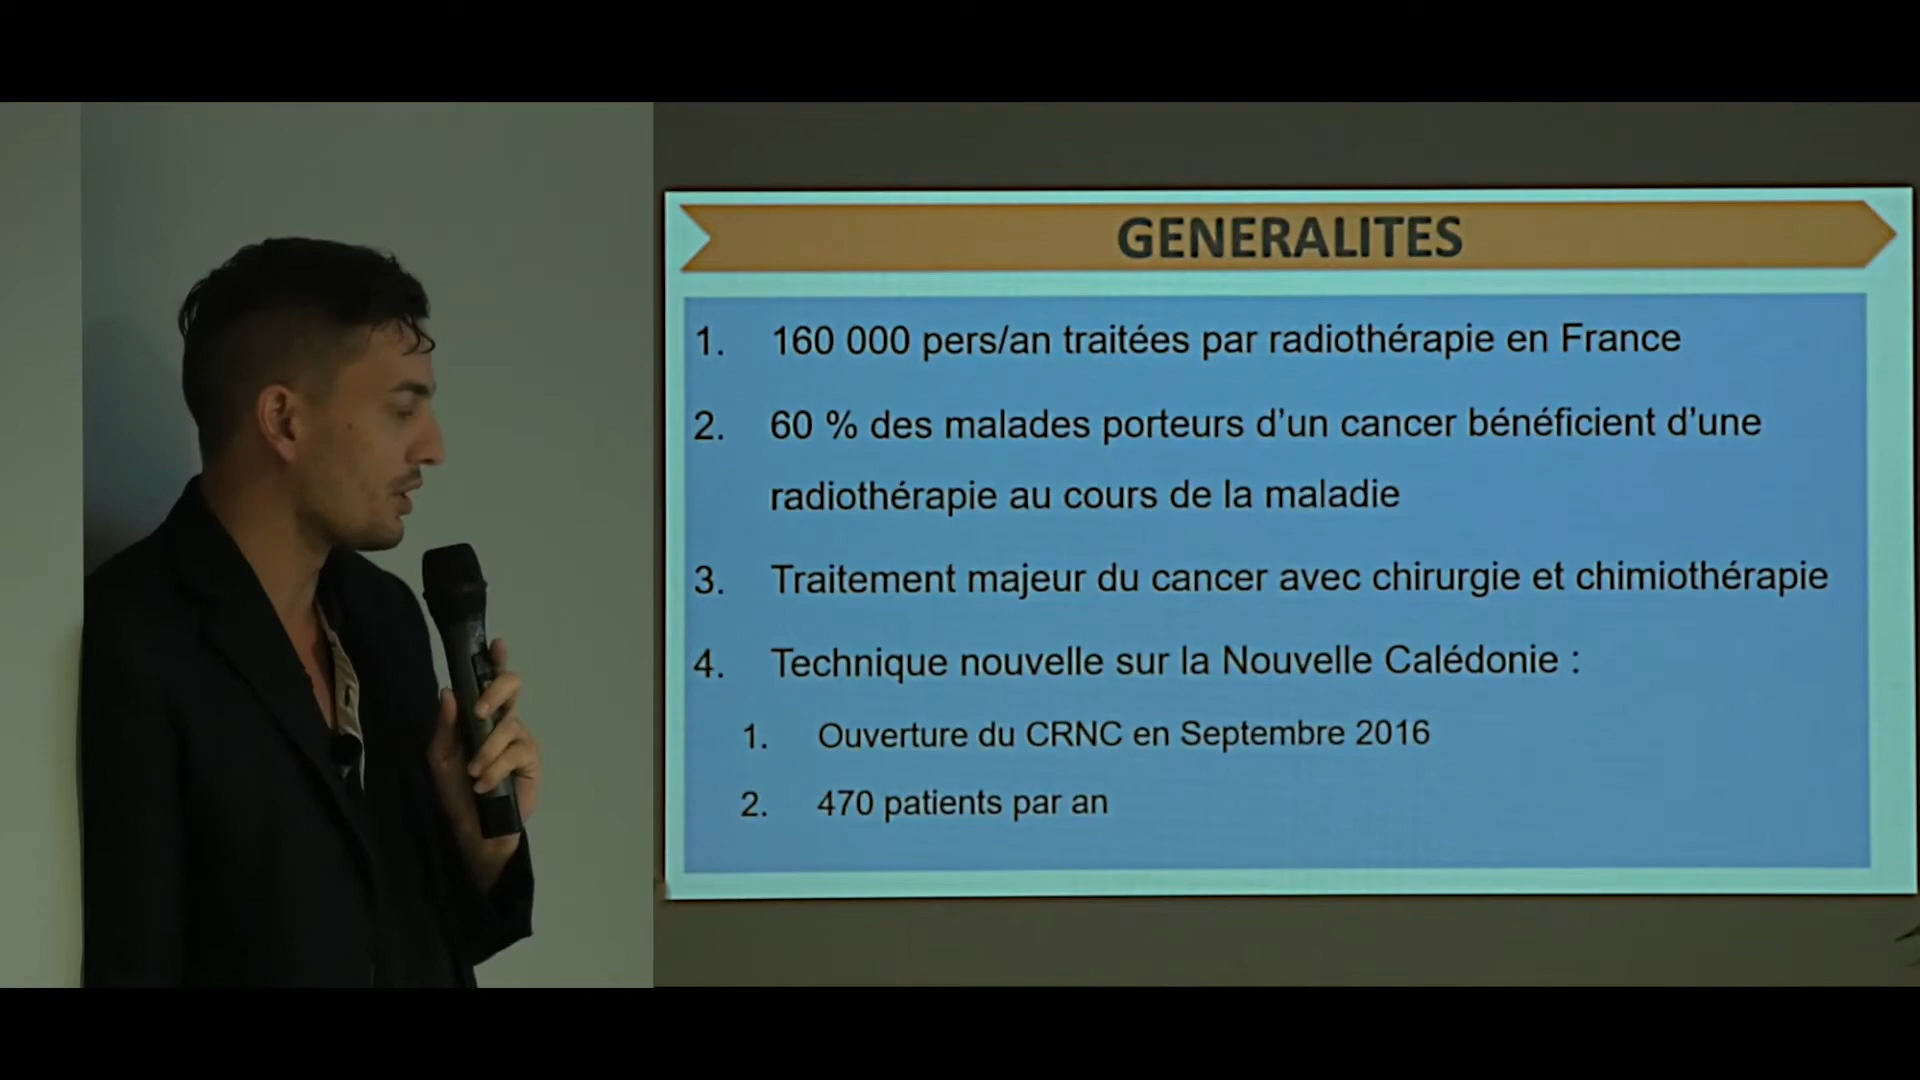 GENERALITES
1. 160 000 pers/an traitées par radiothérapie en France
2. 60 % des malades porteurs d’un cancer bénéficient d’une
radiothérapie au cours de la maladie
3. Traitement majeur du cancer avec chirurgie et chimiothérapie
4. Technique nouvelle sur la Nouvelle Calédonie :
1. Ouverture du CRNC en Septembre 2016
2. 470 patients par an